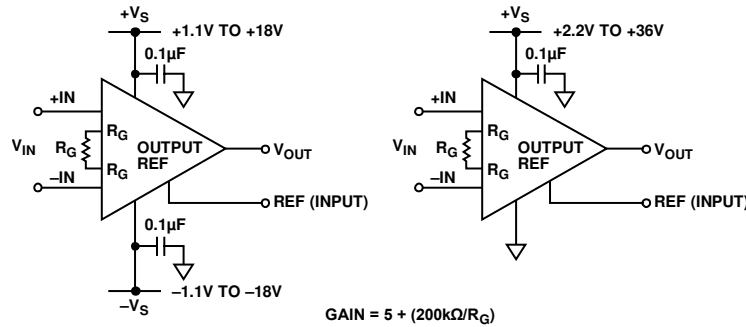 +VS
+1.1V TO +18V
0.1µF
+IN
RG
VIN
RG
OUTPUT
REF
VOUT
RG
–IN
REF (INPUT)
0.1µF
–1.1V TO –18V
–VS
+VS
+2.2V TO +36V
0.1µF
+IN
RG
VIN
RG
OUTPUT
REF
VOUT
RG
–IN
REF (INPUT)
GAIN = 5 + (200kΩ/RG)